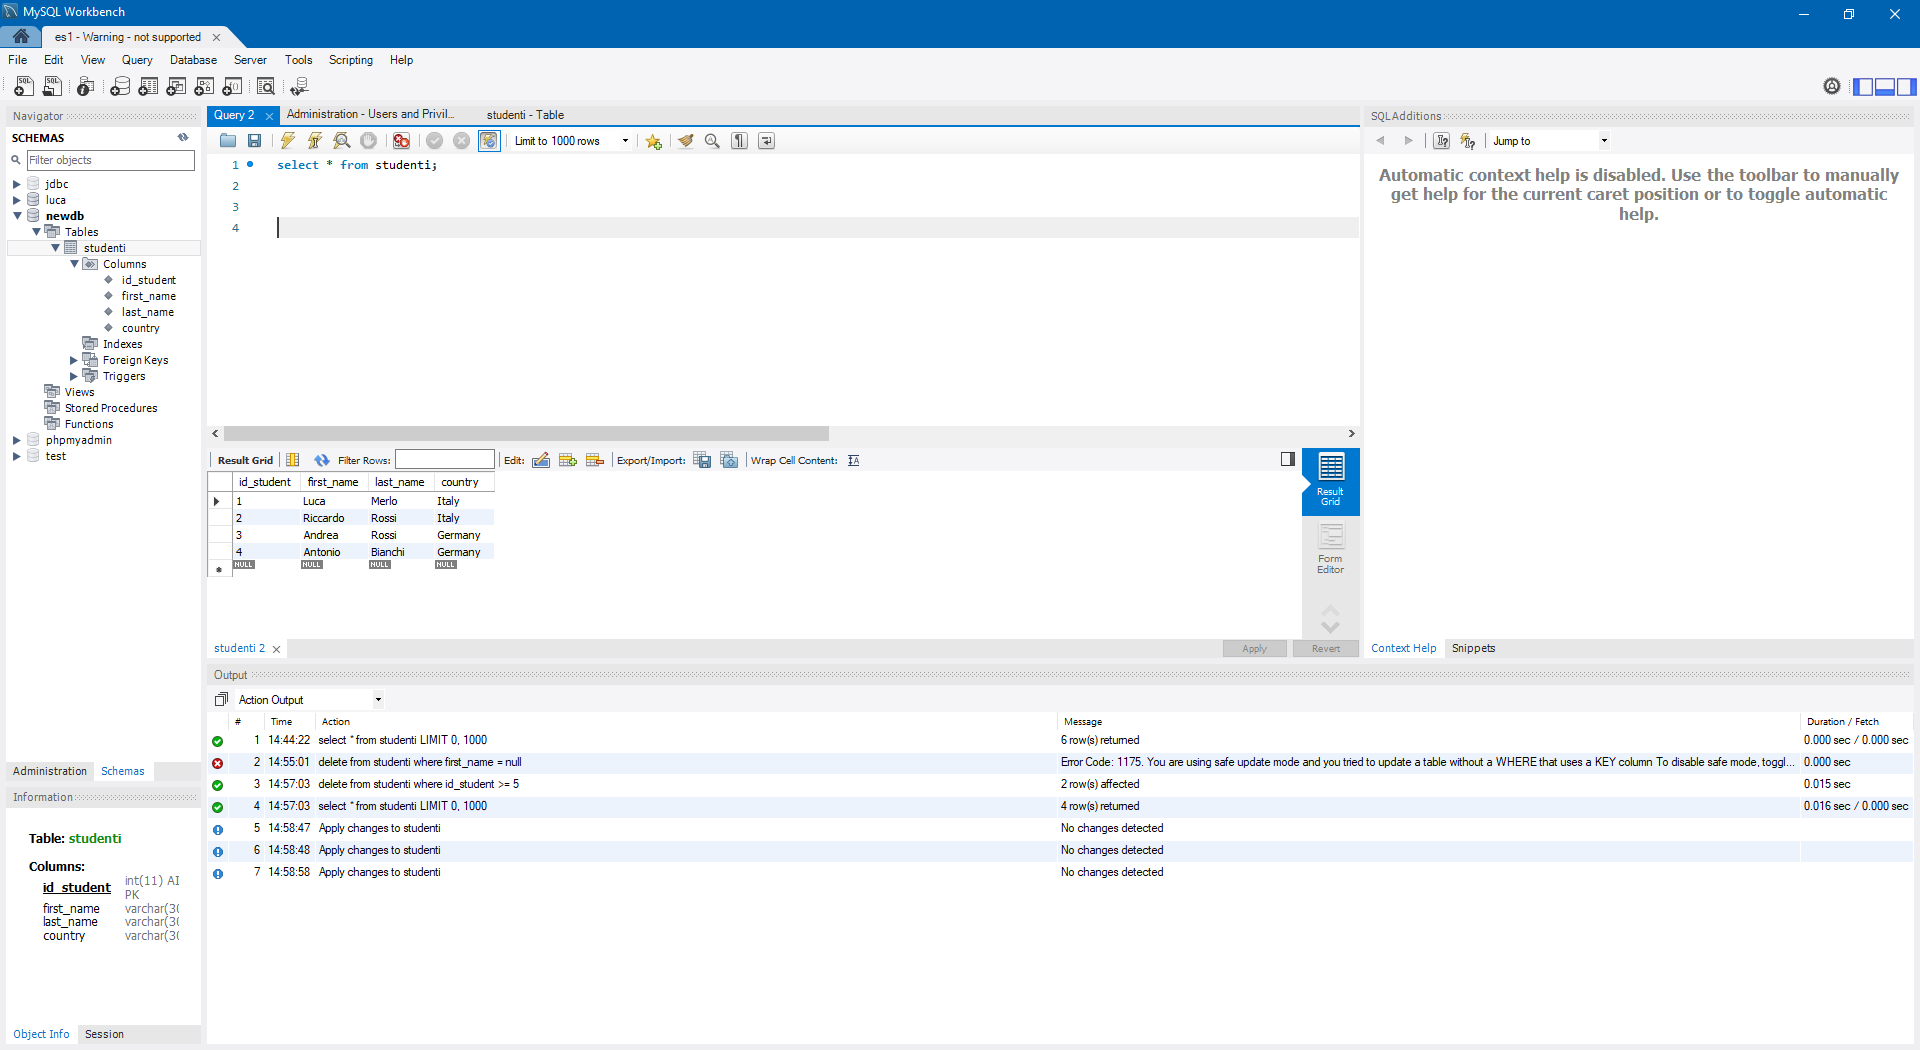 MySQL Workbench
es1 - Warning - not supported
File Edit View Query Database Server Tools Scripting Help
Navigator
SCHEMAS
Filter objects
jdbc
luca
newdb
Tables
studenti
Columns
id_student
first_name
last_name
country
Indexes
Foreign Keys
Triggers
Views
Stored Procedures
Functions
phpmyadmin
test
Administration Schemas
Information
Table: studenti
Columns:
id_student int(11) AI
PK
first_name varchar(30
last_name varchar(30
country varchar(30
Object Info Session
Query 2 Administration - Users and Privil... studenti - Table
Limit to 1000 rows
1 select * from studenti;
2
3
4
Result Grid Filter Rows: Edit: Export/Import: Wrap Cell Content:
id_student first_name last_name country
1 Luca Merlo Italy
2 Riccardo Rossi Italy
3 Andrea Rossi Germany
4 Antonio Bianchi Germany
NULL NULL NULL NULL
Result
Grid
Form
Editor
studenti 2 Apply Revert
SQLAdditions
Jump to
Automatic context help is disabled. Use the toolbar to manually
get help for the current caret position or to toggle automatic
help.
Context Help Snippets
Output
Action Output
# Time Action Message Duration / Fetch
1 14:44:22 select * from studenti LIMIT 0, 1000 6 row(s) returned 0.000 sec / 0.000 sec
2 14:55:01 delete from studenti where first_name = null Error Code: 1175. You are using safe update mode and you tried to update a table without a WHERE that uses a KEY column To disable safe mode, toggl... 0.000 sec
3 14:57:03 delete from studenti where id_student >= 5 2 row(s) affected 0.015 sec
4 14:57:03 select * from studenti LIMIT 0, 1000 4 row(s) returned 0.016 sec / 0.000 sec
5 14:58:47 Apply changes to studenti No changes detected
6 14:58:48 Apply changes to studenti No changes detected
7 14:58:58 Apply changes to studenti No changes detected